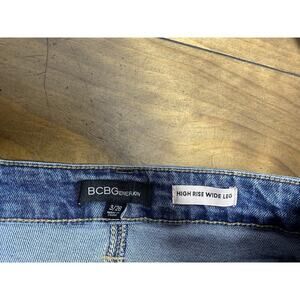 BCBGENERATION
HIGH RISE WIDE LEG
3/26